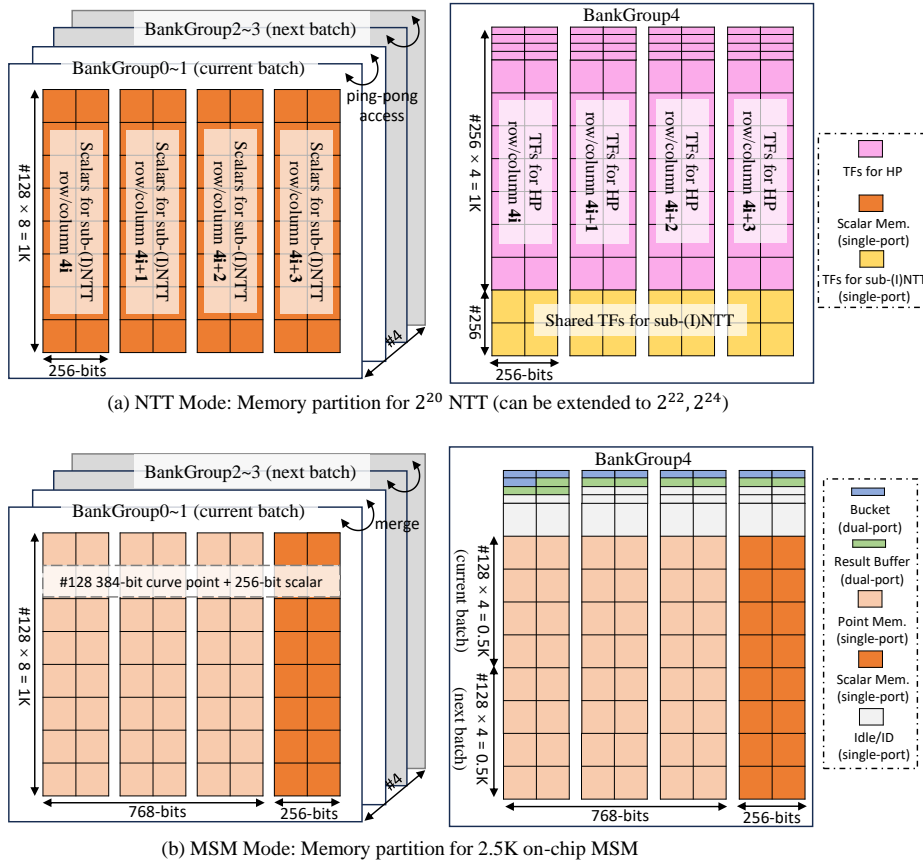 BankGroup2~3 (next batch)
BankGroup0~1 (current batch)
ping-pong
access
#128 × 8 = 1K
Scalars for sub-(I)NTT
row/column 4i
Scalars for sub-(I)NTT
row/column 4i+1
Scalars for sub-(I)NTT
row/column 4i+2
Scalars for sub-(I)NTT
row/column 4i+3
256-bits
#4
BankGroup4
#256 × 4 = 1K
#256
TFs for HP
row/column 4i
TFs for HP
row/column 4i+1
TFs for HP
row/column 4i+2
TFs for HP
row/column 4i+3
Shared TFs for sub-(I)NTT
256-bits
TFs for HP
Scalar Mem.
(single-port)
TFs for sub-(I)NTT
(single-port)
(a) NTT Mode: Memory partition for 2^20 NTT (can be extended to 2^22, 2^24)
BankGroup2~3 (next batch)
BankGroup0~1 (current batch)
merge
#128 384-bit curve point + 256-bit scalar
#128 × 8 = 1K
768-bits
256-bits
#4
BankGroup4
#128 × 4 = 0.5K
(current batch)
#128 × 4 = 0.5K
(next batch)
768-bits
256-bits
Bucket
(dual-port)
Result Buffer
(dual-port)
Point Mem.
(single-port)
Scalar Mem.
(single-port)
Idle/ID
(single-port)
(b) MSM Mode: Memory partition for 2.5K on-chip MSM